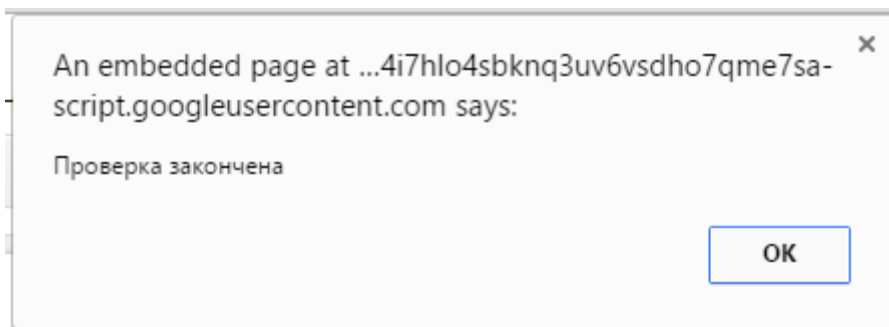 An embedded page at ...4i7hlo4sbknq3uv6vsdho7qme7sa-
script.googleusercontent.com says:
Проверка закончена
OK